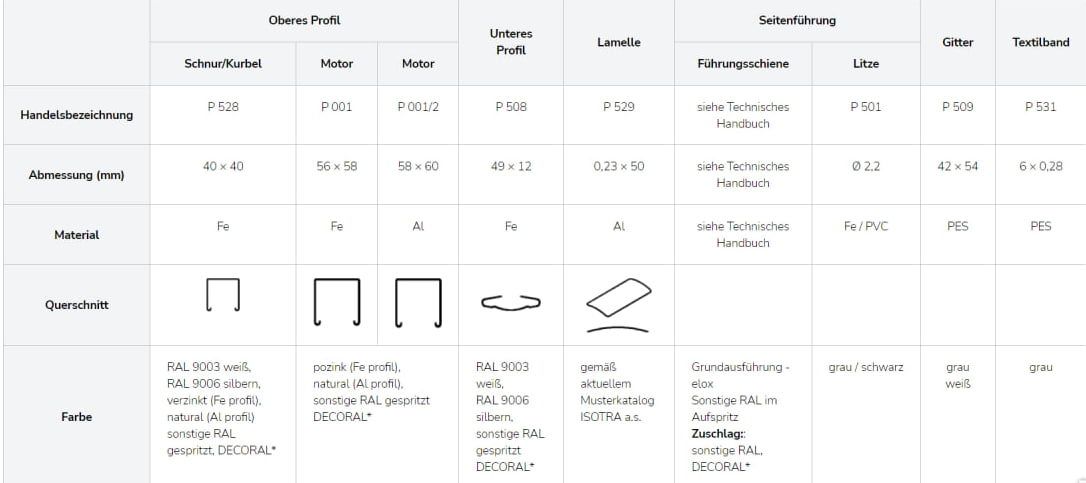 Oberes Profil
Unteres
Profil
Lamelle
Seitenführung
Gitter
Textilband
Schnur/Kurbel
Motor
Motor
Führungsschiene
Litze
Handelsbezeichnung
P 528
P 001
P 001/2
P 508
P 529
siehe Technisches
Handbuch
P 501
P 509
P 531
Abmessung (mm)
40 × 40
56 × 58
58 × 60
49 × 12
0,23 × 50
siehe Technisches
Handbuch
Ø 2,2
42 × 54
6 × 0,28
Material
Fe
Fe
Al
Fe
Al
siehe Technisches
Handbuch
Fe / PVC
PES
PES
Querschnitt
Farbe
RAL 9003 weiß,
RAL 9006 silbern,
verzinkt (Fe profil),
natural (Al profil)
sonstige RAL
gespritzt, DECORAL*
pozink (Fe profil),
natural (Al profil),
sonstige RAL gespritzt
DECORAL*
RAL 9003
weiß,
RAL 9006
silbern,
sonstige RAL
gespritzt
DECORAL*
gemäß
aktuellem
Musterkatalog
ISOTRA a.s.
Grundausführung -
elox
Sonstige RAL im
Aufspritz
Zuschlag::
sonstige RAL,
DECORAL*
grau / schwarz
grau
weiß
grau